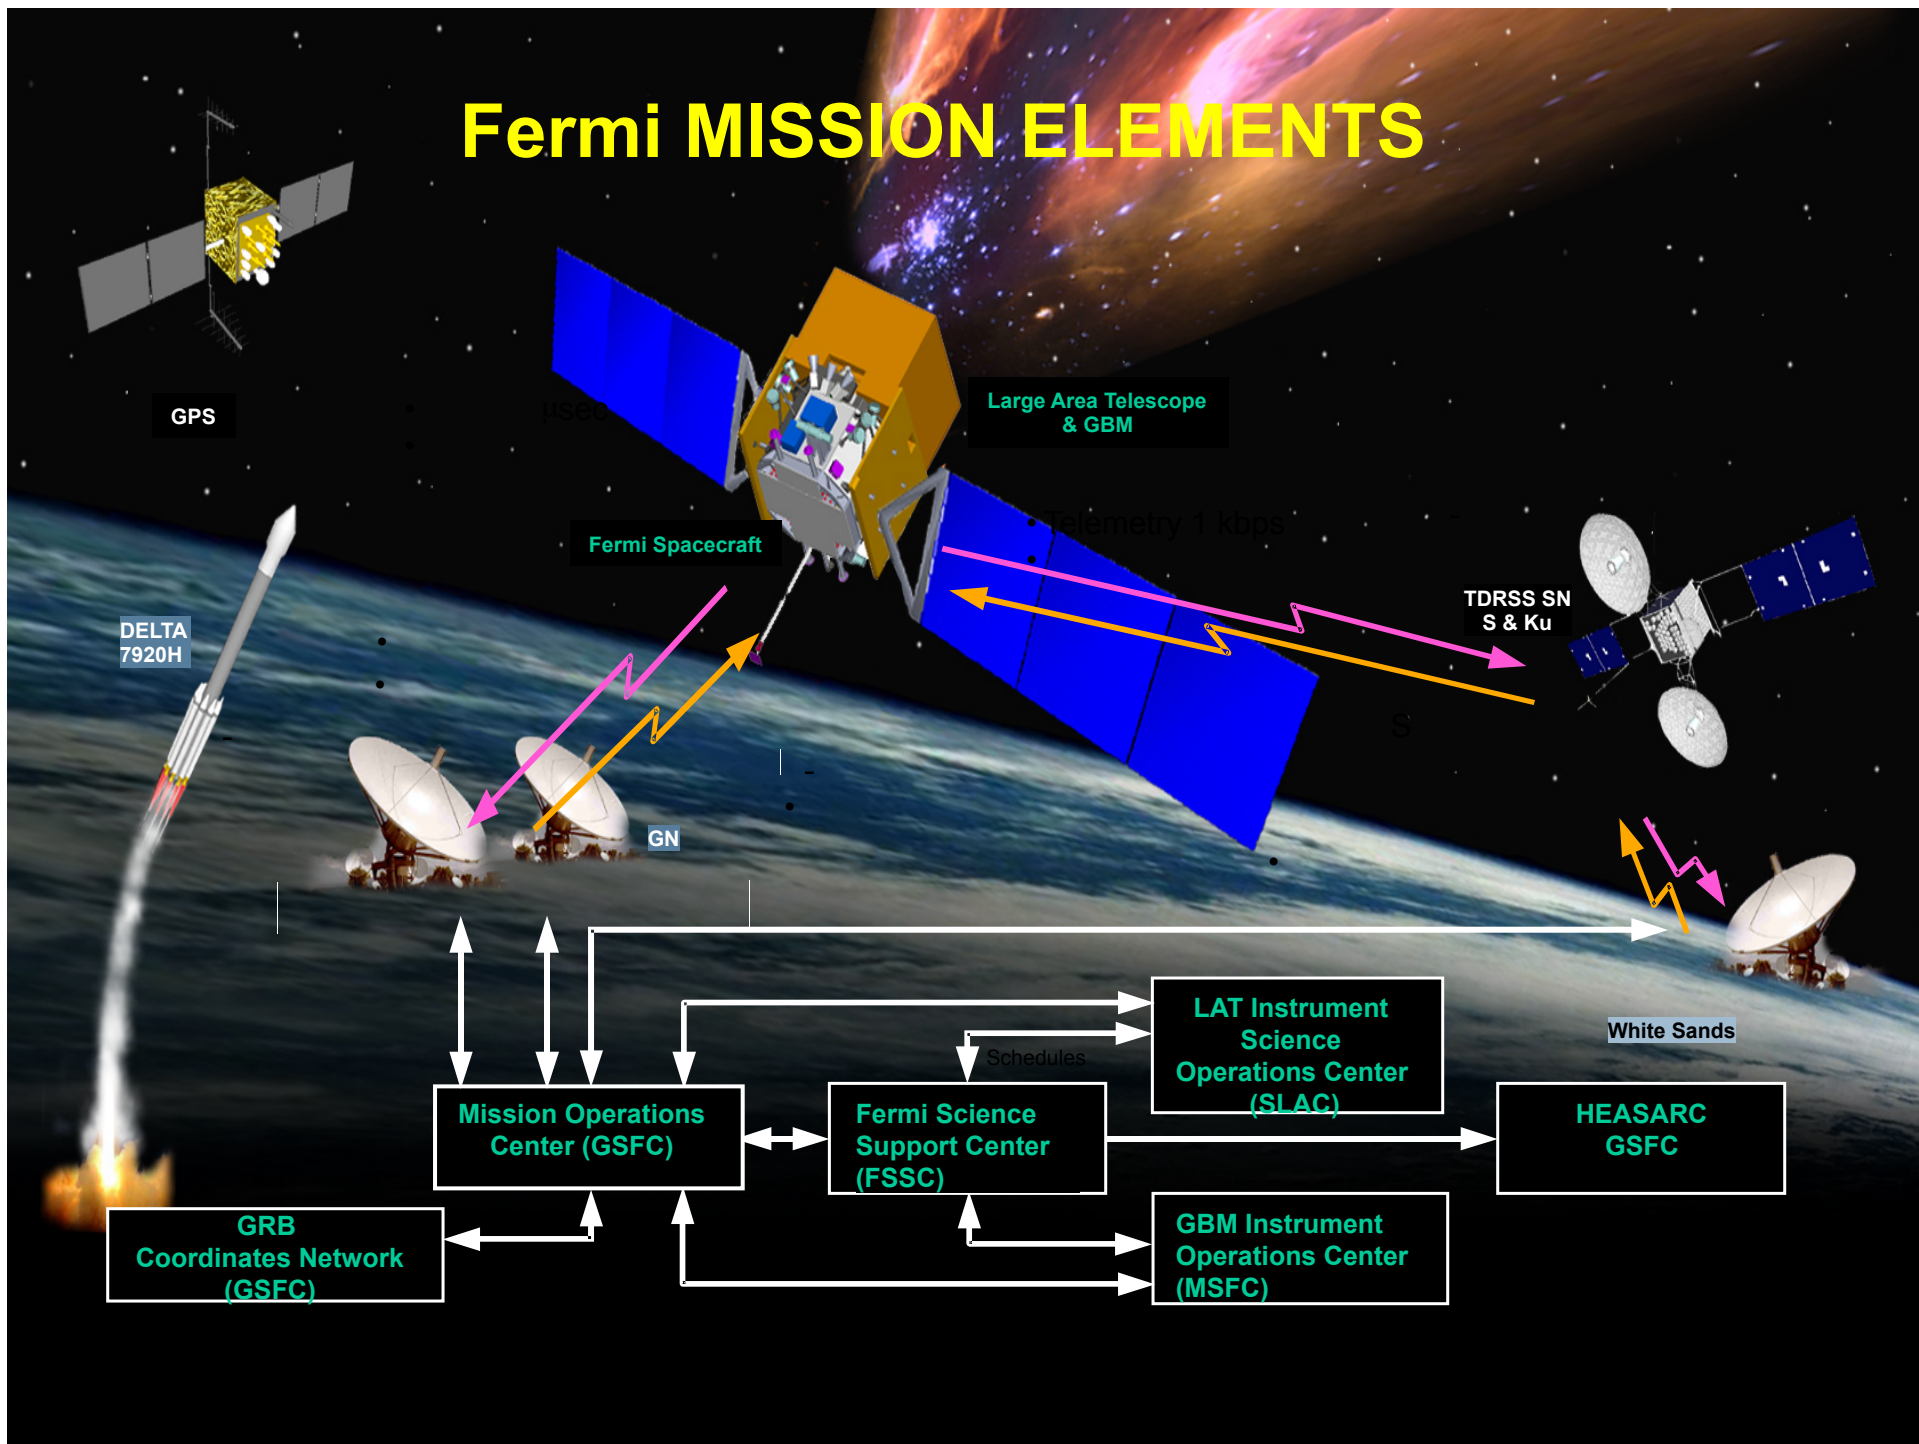 Fermi MISSION ELEMENTS
GPS
µsec
Large Area Telescope
& GBM
• Telemetry 1 kbps
Fermi Spacecraft
TDRSS SN
S & Ku
DELTA
7920H
S
GN
White Sands
LAT Instrument
Science
Operations Center
(SLAC)
Schedules
Mission Operations
Center (GSFC)
Fermi Science
Support Center
(FSSC)
HEASARC
GSFC
GRB
Coordinates Network
(GSFC)
GBM Instrument
Operations Center
(MSFC)